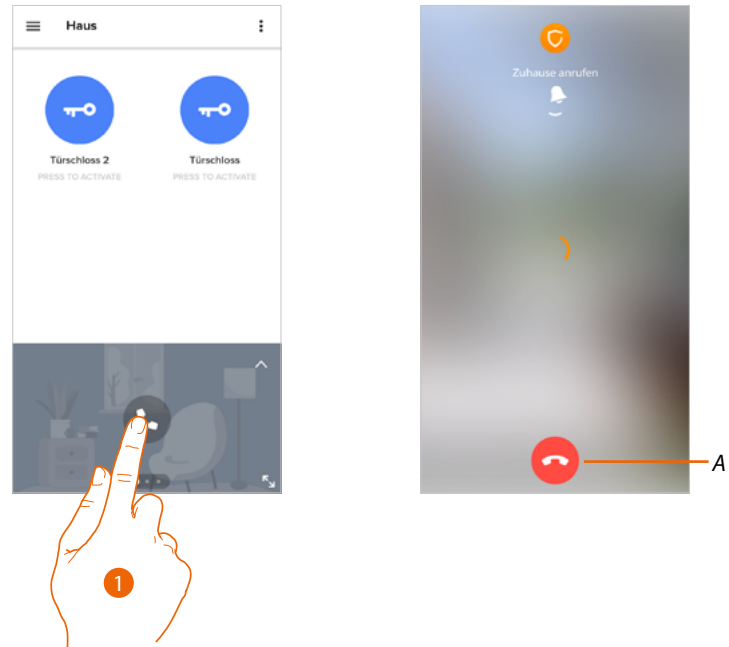 Haus
Türschloss 2
PRESS TO ACTIVATE
Türschloss
PRESS TO ACTIVATE
1
Zuhause anrufen
A